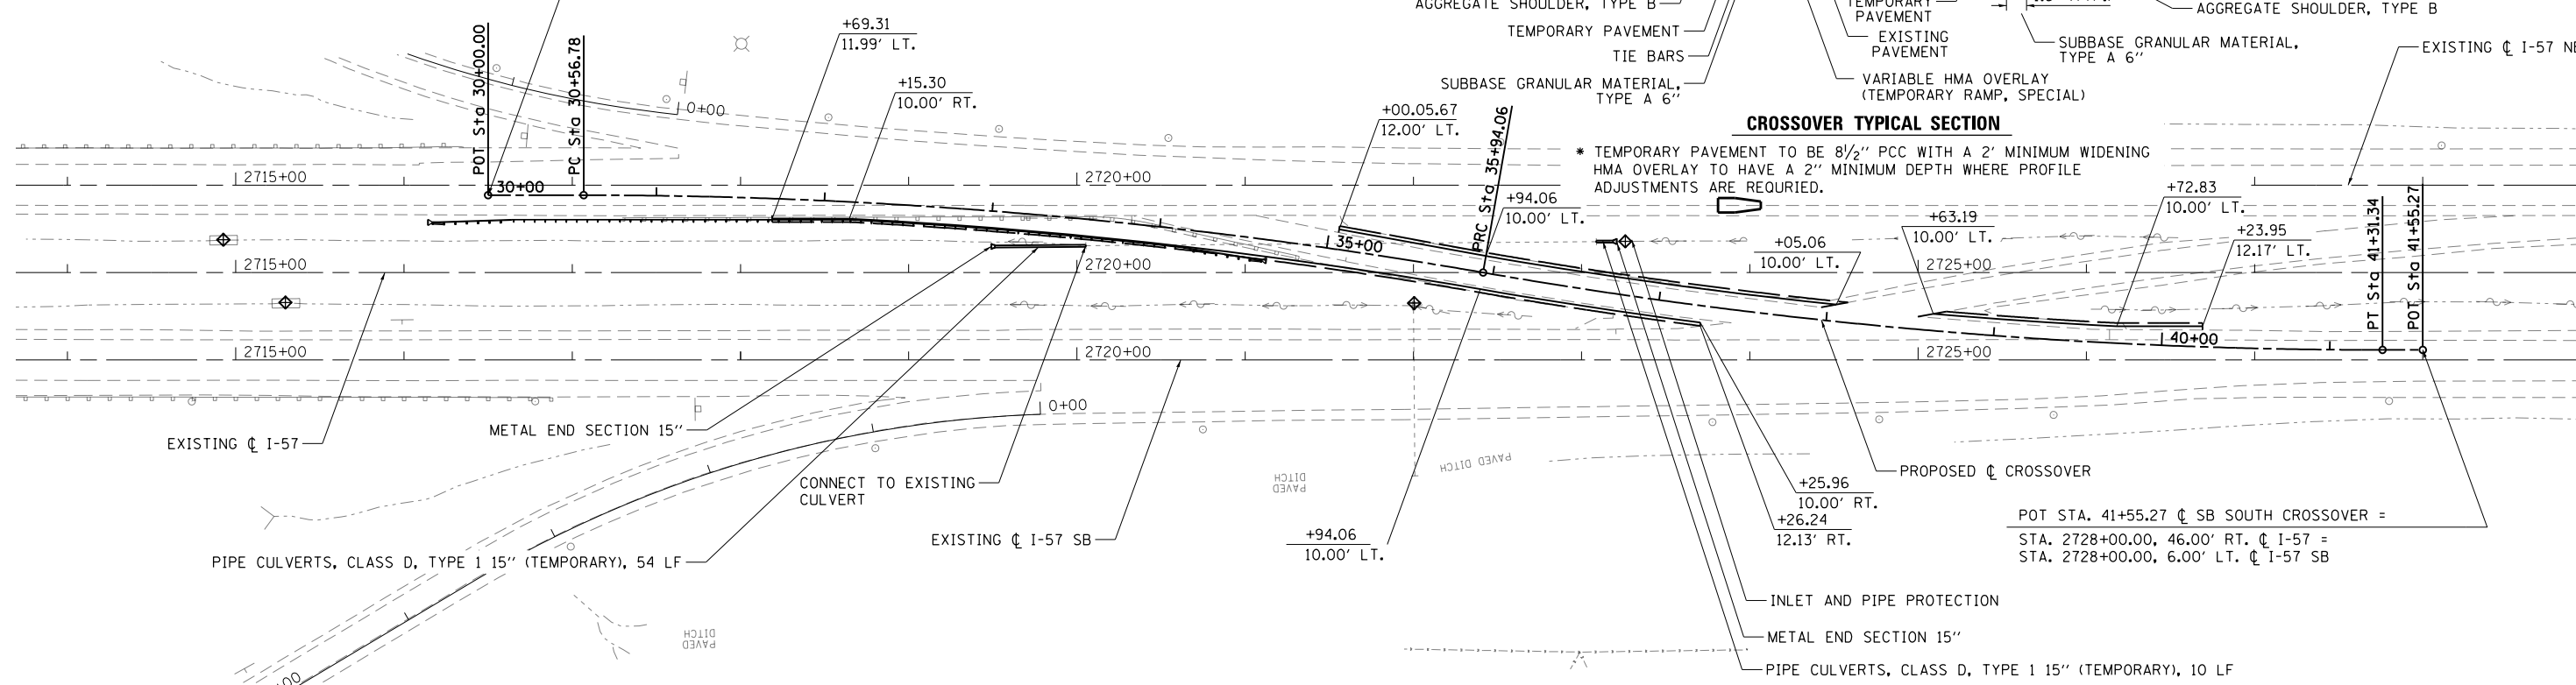 AGGREGATE SHOULDER, TYPE B
TEMPORARY PAVEMENT
TIE BARS
SUBBASE GRANULAR MATERIAL,
TYPE A 6"
TEMPORARY
PAVEMENT
EXISTING
PAVEMENT
VARIABLE HMA OVERLAY
(TEMPORARY RAMP, SPECIAL)
AGGREGATE SHOULDER, TYPE B
SUBBASE GRANULAR MATERIAL,
TYPE A 6"
EXISTING ℄ I-57
CROSSOVER TYPICAL SECTION
* TEMPORARY PAVEMENT TO BE 8½" PCC WITH A 2' MINIMUM WIDENING
HMA OVERLAY TO HAVE A 2" MINIMUM DEPTH WHERE PROFILE
ADJUSTMENTS ARE REQURIED.
POT Sta 30+00.00
PC Sta 30+56.78
+69.31
11.99' LT.
+15.30
10.00' RT.
0+00
+00.05.67
12.00' LT.
PRC Sta 35+94.06
+94.06
10.00' LT.
+05.06
10.00' LT.
+63.19
10.00' LT.
+72.83
10.00' LT.
+23.95
12.17' LT.
PT Sta 41+31.34
POT Sta 41+55.27
2715+00
30+00
2720+00
35+00
2715+00
2720+00
2725+00
2715+00
2720+00
2725+00
40+00
0+00
EXISTING ℄ I-57
METAL END SECTION 15"
CONNECT TO EXISTING
CULVERT
PIPE CULVERTS, CLASS D, TYPE 1 15" (TEMPORARY), 54 LF
EXISTING ℄ I-57 SB
PAVED
DITCH
PAVED DITCH
PAVED
DITCH
+94.06
10.00' LT.
PROPOSED ℄ CROSSOVER
+25.96
10.00' RT.
+26.24
12.13' RT.
POT STA. 41+55.27 ℄ SB SOUTH CROSSOVER =
STA. 2728+00.00, 46.00' RT. ℄ I-57 =
STA. 2728+00.00, 6.00' LT. ℄ I-57 SB
INLET AND PIPE PROTECTION
METAL END SECTION 15"
PIPE CULVERTS, CLASS D, TYPE 1 15" (TEMPORARY), 10 LF